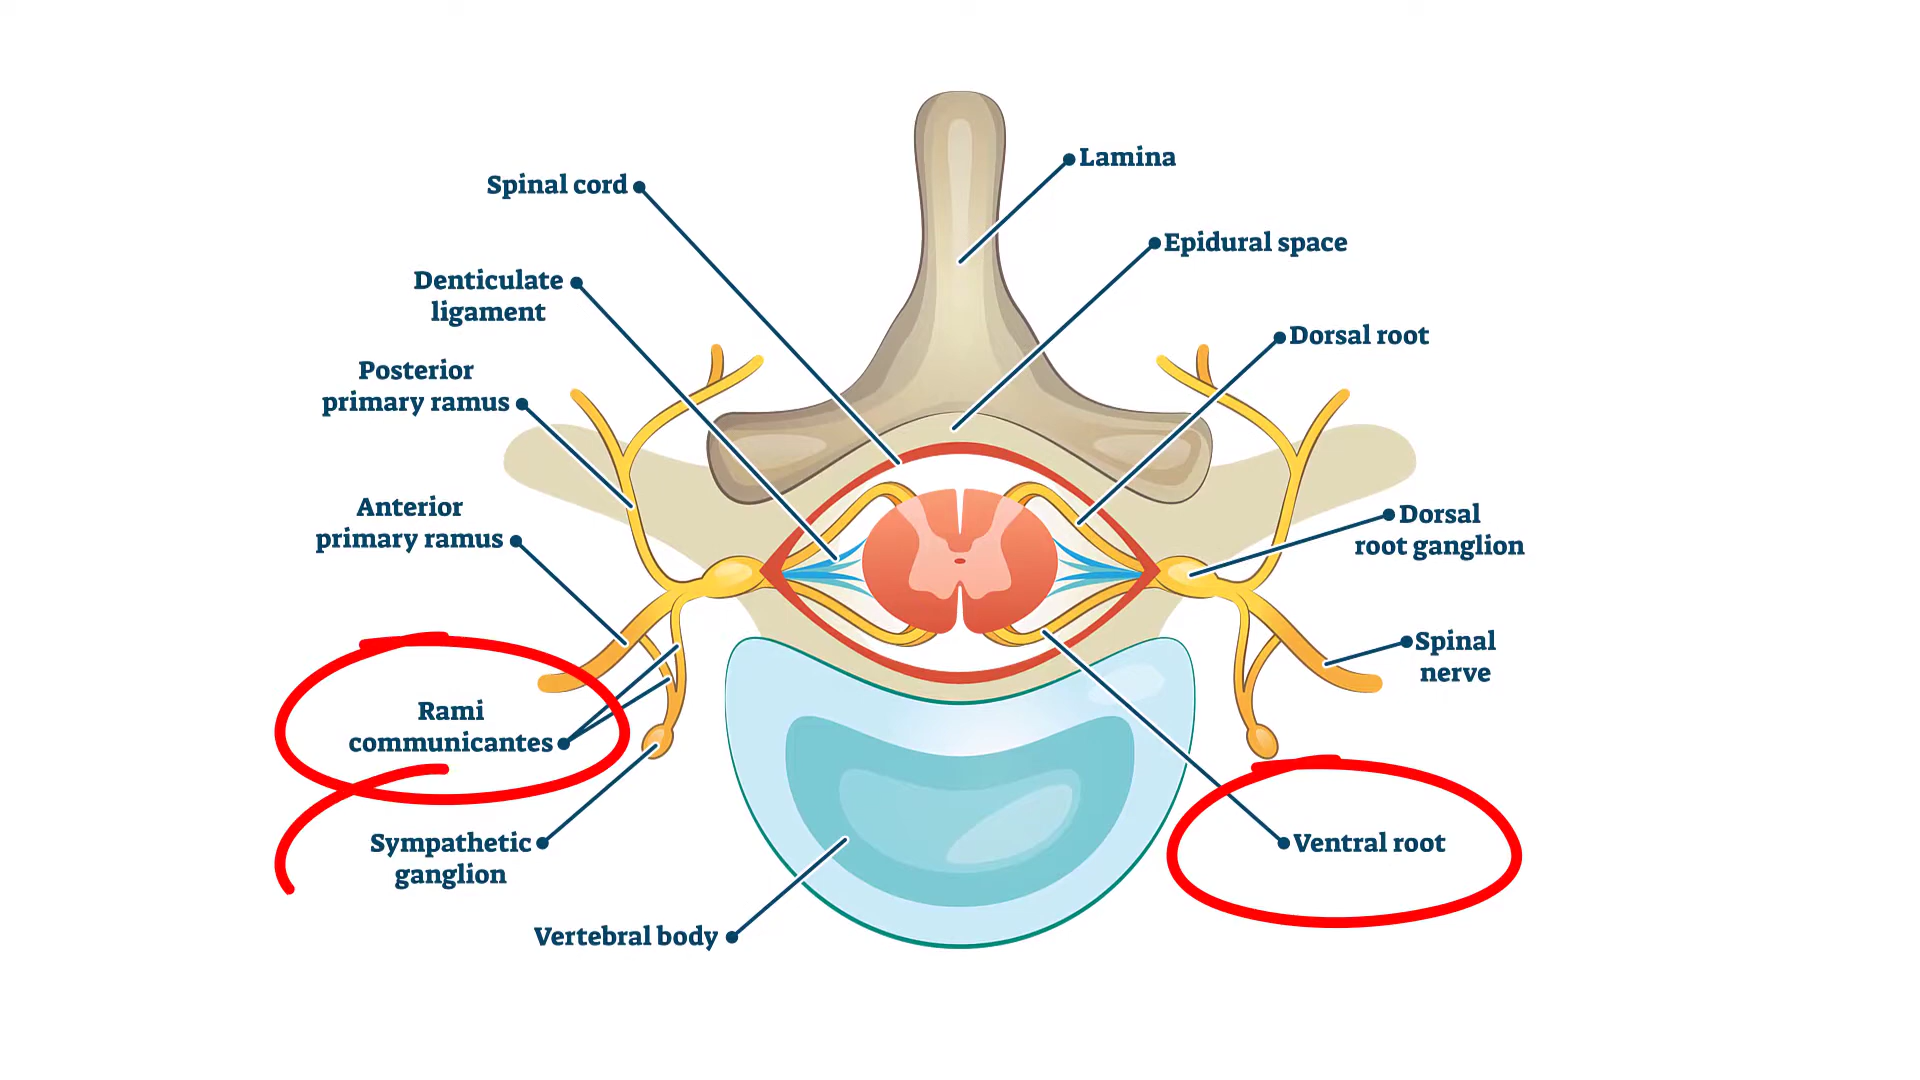 Spinal cord
Denticulate
ligament
Posterior
primary ramus
Anterior
primary ramus
Rami
communicantes
Sympathetic
ganglion
Vertebral body
Lamina
Epidural space
Dorsal root
Dorsal
root ganglion
Spinal
nerve
Ventral root